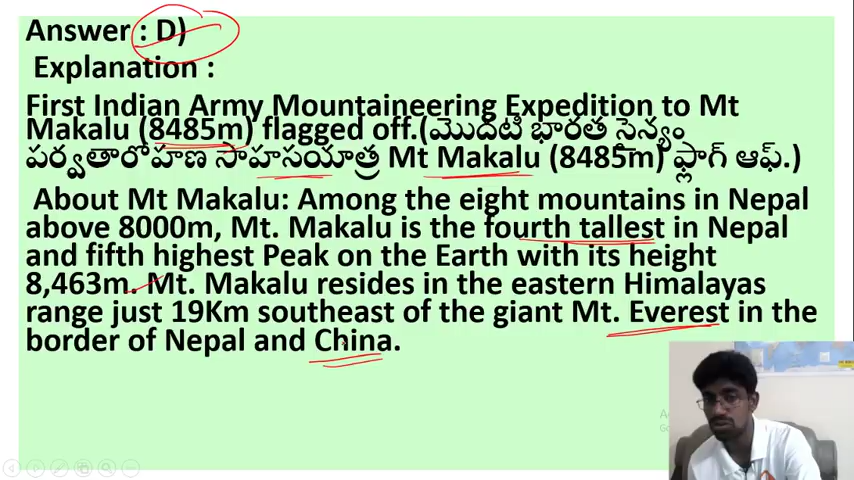 Answer : D)
Explanation :
First Indian Army Mountaineering Expedition to Mt
Makalu (8485m) flagged off.(మొదటి భారత సైన్యం
పర్వతారోహణ సాహసయాత్ర Mt Makalu (8485m) ఫ్లాగ్ ఆఫ్.)
About Mt Makalu: Among the eight mountains in Nepal
above 8000m, Mt. Makalu is the fourth tallest in Nepal
and fifth highest Peak on the Earth with its height
8,463m. Mt. Makalu resides in the eastern Himalayas
range just 19Km southeast of the giant Mt. Everest in the
border of Nepal and China.